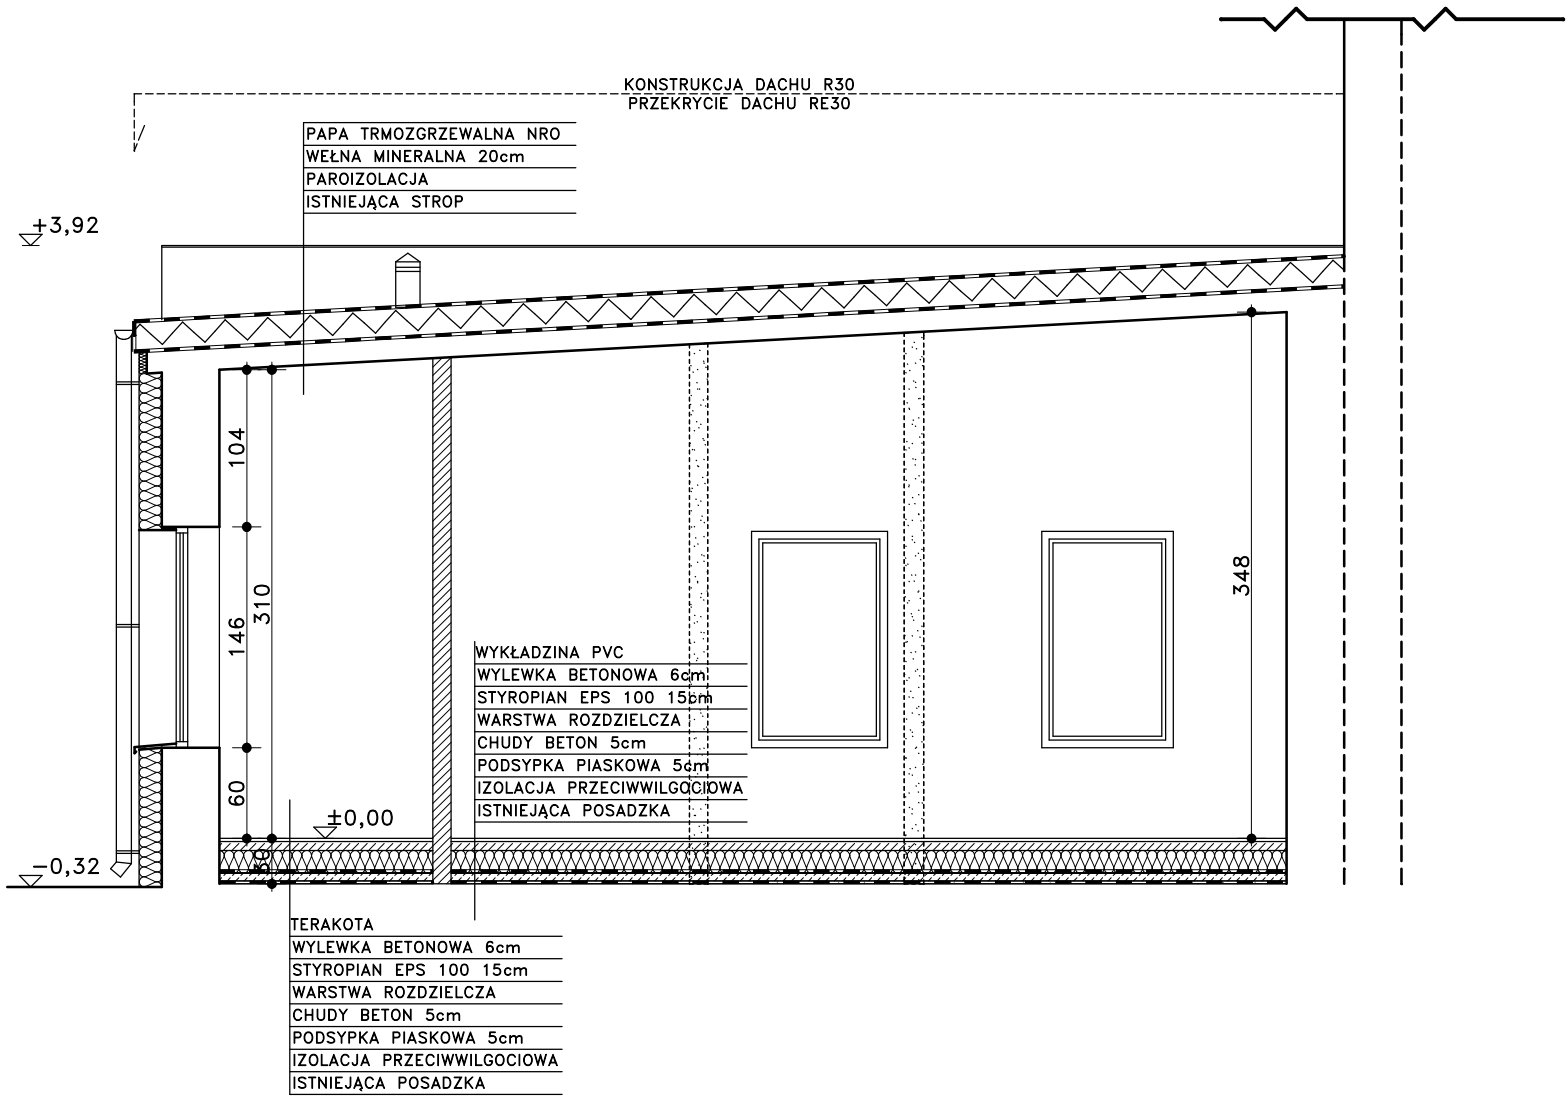 KONSTRUKCJA DACHU R30
PRZEKRYCIE DACHU RE30
PAPA TRMOZGRZEWALNA NRO
WEŁNA MINERALNA 20cm
PAROIZOLACJA
ISTNIEJĄCA STROP
+3,92
104
310
146
348
WYKŁADZINA PVC
WYLEWKA BETONOWA 6cm
STYROPIAN EPS 100 15cm
WARSTWA ROZDZIELCZA
CHUDY BETON 5cm
PODSYPKA PIASKOWA 5cm
IZOLACJA PRZECIWWILGOCIOWA
ISTNIEJĄCA POSADZKA
60
±0,00
30
-0,32
TERAKOTA
WYLEWKA BETONOWA 6cm
STYROPIAN EPS 100 15cm
WARSTWA ROZDZIELCZA
CHUDY BETON 5cm
PODSYPKA PIASKOWA 5cm
IZOLACJA PRZECIWWILGOCIOWA
ISTNIEJĄCA POSADZKA